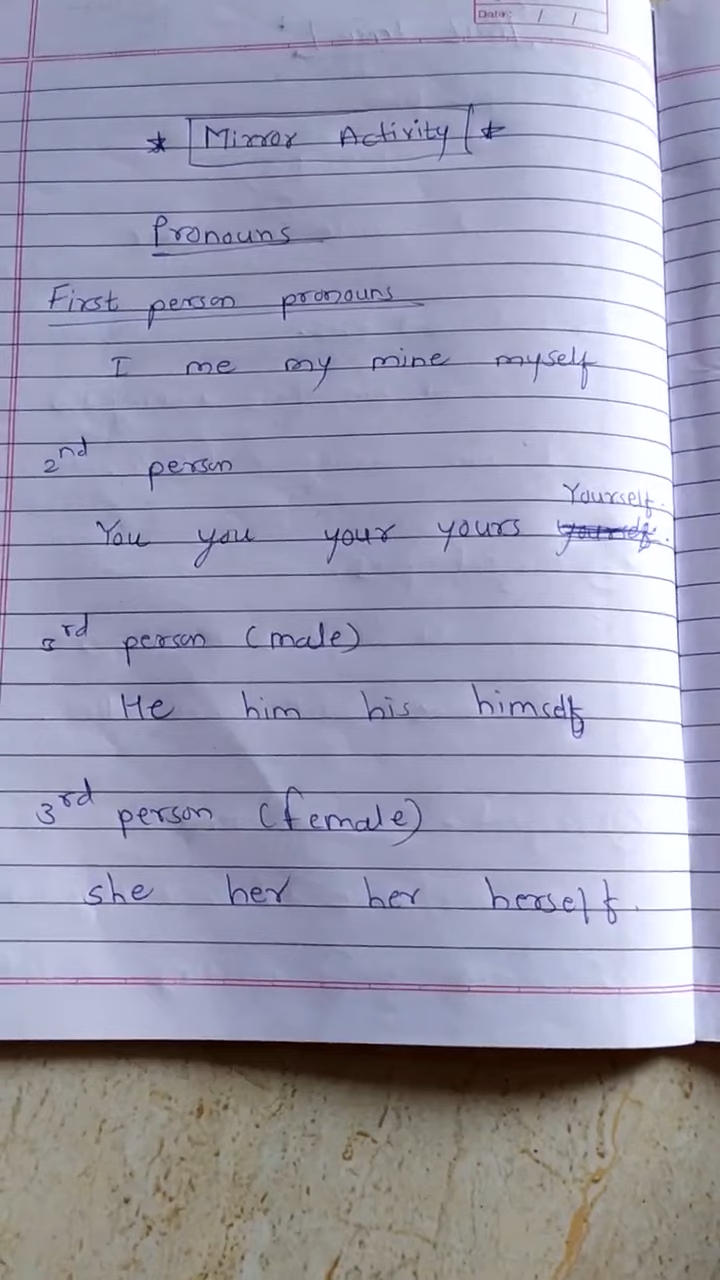 Date: / /
* Mirror Activity *
Pronouns
First person pronouns
I me my mine myself
2nd person
Yourself.
You you your yours yourself.
3rd person (male)
He him his himself
3rd person (female)
she her her herself.